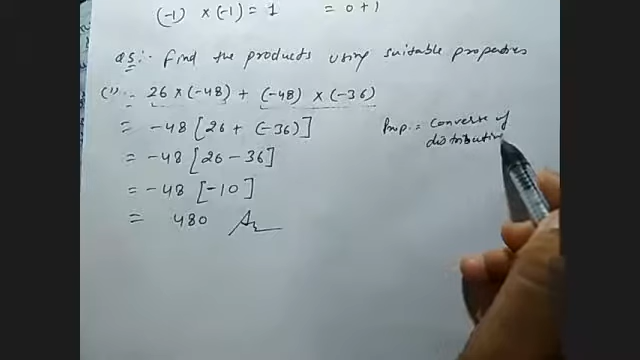 (-1) × (-1) = 1 = 0+1
Q5:- Find the products using suitable properties
(1):- 26 × (-48) + (-48) × (-36)
= -48 [26 + (-36)]
Prop. = Converse of
distributive
= -48 [26 - 36]
= -48 [-10]
= 480 Ans